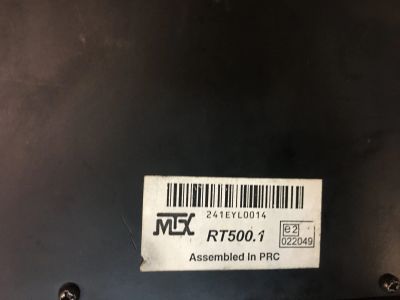 241EYL0014
MTX RT500.1 e2
022049
Assembled In PRC